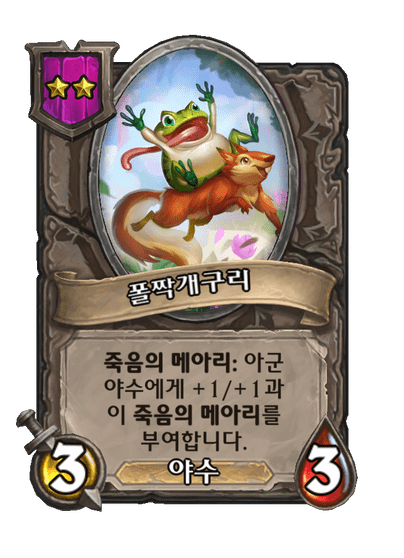 폴짝개구리
죽음의 메아리: 아군
야수에게 +1/+1과
이 죽음의 메아리를
부여합니다.
3
야수
3